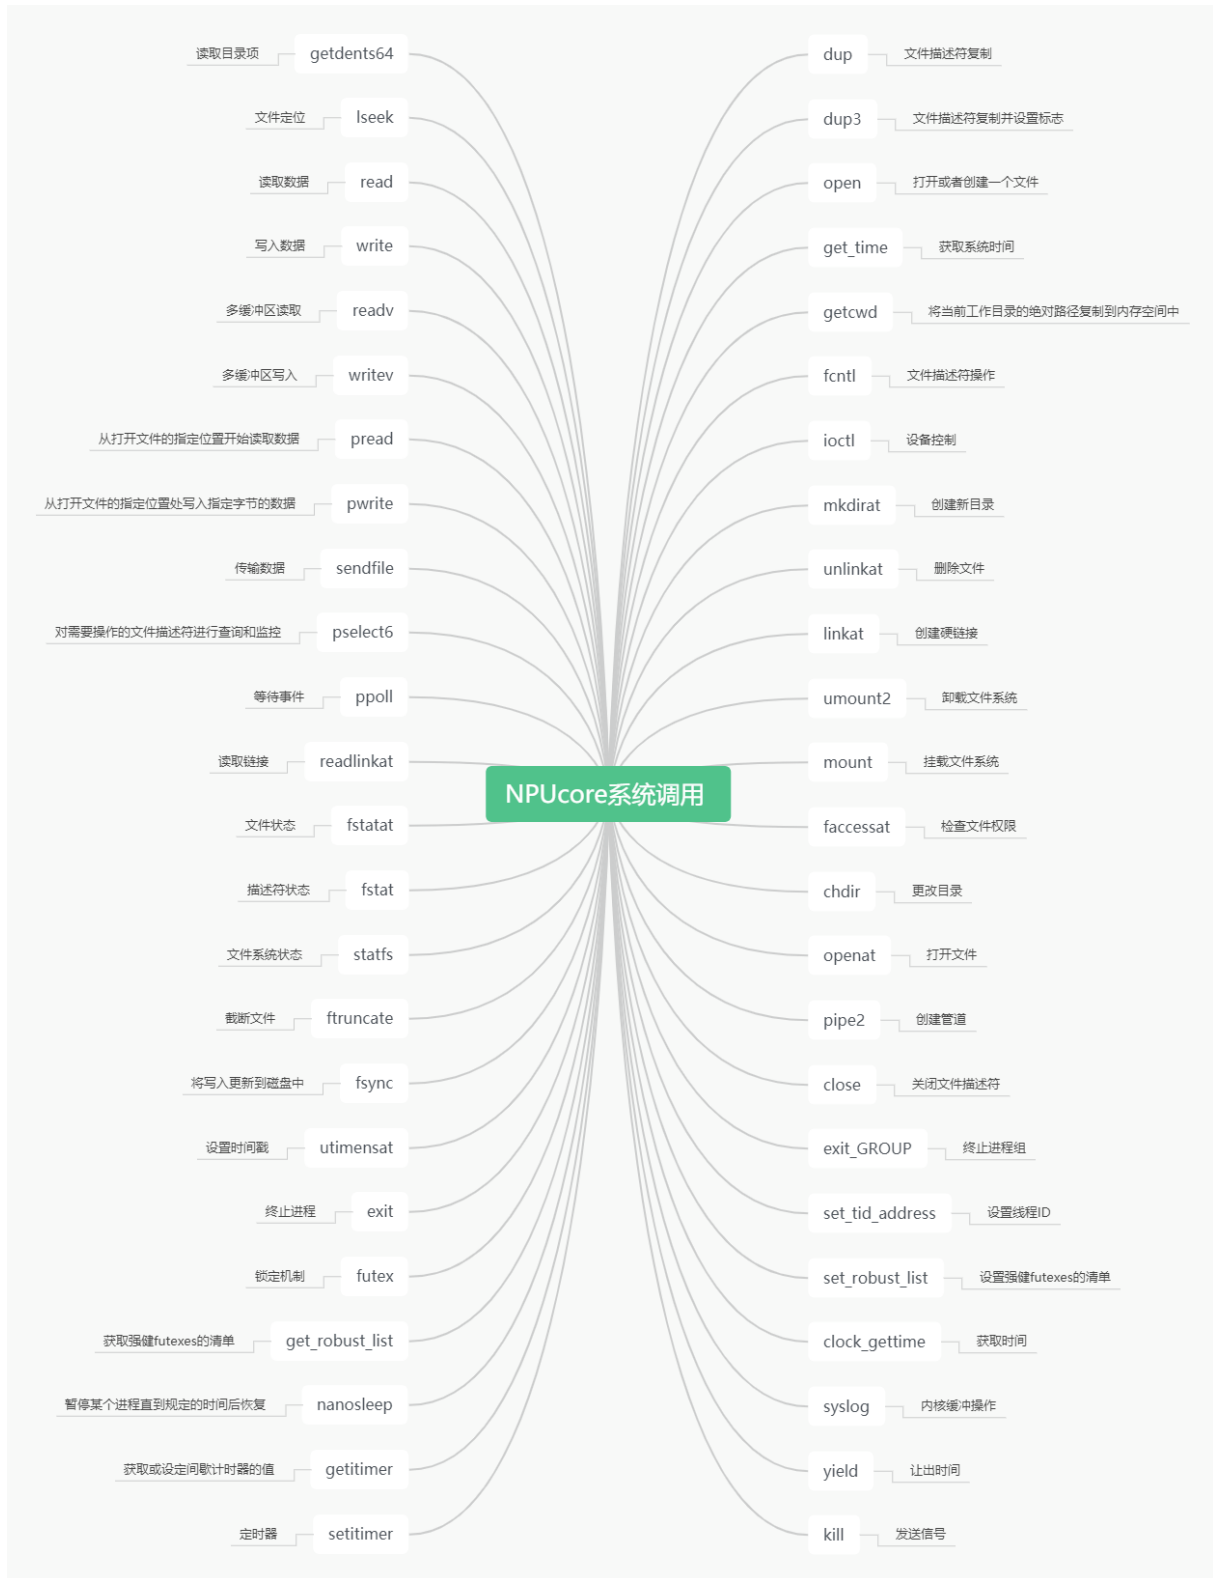 NPUcore系统调用
读取目录项 getdents64
文件定位 lseek
读取数据 read
写入数据 write
多缓冲区读取 readv
多缓冲区写入 writev
从打开文件的指定位置开始读取数据 pread
从打开文件的指定位置处写入指定字节的数据 pwrite
传输数据 sendfile
对需要操作的文件描述符进行查询和监控 pselect6
等待事件 ppoll
读取链接 readlinkat
文件状态 fstatat
描述符状态 fstat
文件系统状态 statfs
截断文件 ftruncate
将写入更新到磁盘中 fsync
设置时间戳 utimensat
终止进程 exit
锁定机制 futex
获取强健futexes的清单 get_robust_list
暂停某个进程直到规定的时间后恢复 nanosleep
获取或设定间歇计时器的值 getitimer
定时器 setitimer
dup 文件描述符复制
dup3 文件描述符复制并设置标志
open 打开或者创建一个文件
get_time 获取系统时间
getcwd 将当前工作目录的绝对路径复制到内存空间中
fcntl 文件描述符操作
ioctl 设备控制
mkdirat 创建新目录
unlinkat 删除文件
linkat 创建硬链接
umount2 卸载文件系统
mount 挂载文件系统
faccessat 检查文件权限
chdir 更改目录
openat 打开文件
pipe2 创建管道
close 关闭文件描述符
exit_GROUP 终止进程组
set_tid_address 设置线程ID
set_robust_list 设置强健futexes的清单
clock_gettime 获取时间
syslog 内核缓冲操作
yield 让出时间
kill 发送信号